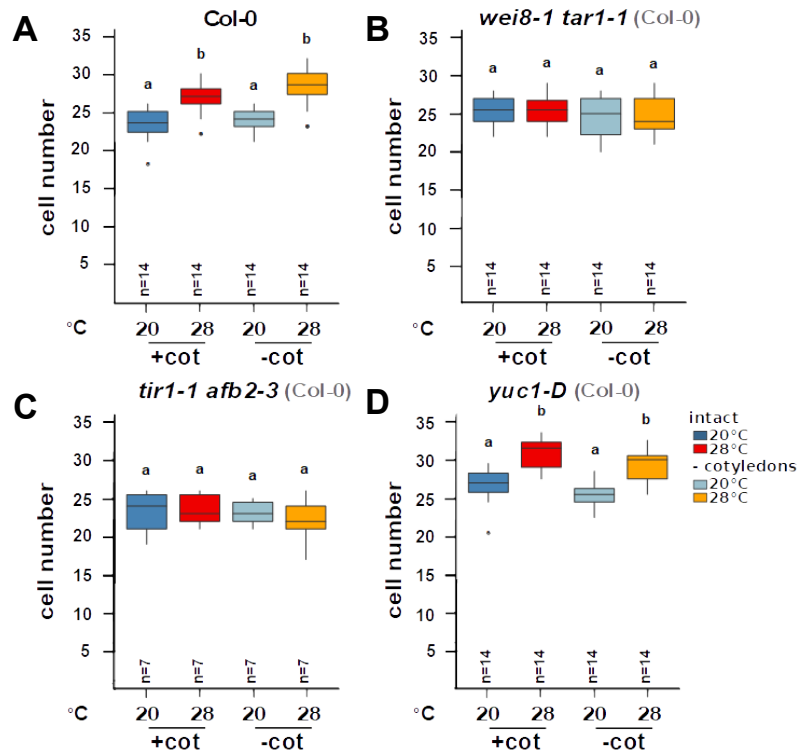 A
Col-0
cell number
35
30
25
20
15
10
5
a
b
a
b
n=14
n=14
n=14
n=14
°C
20
28
20
28
+cot
-cot
B
wei8-1 tar1-1 (Col-0)
cell number
35
30
25
20
15
10
5
a
a
a
a
n=14
n=14
n=14
n=14
20
28
20
28
+cot
-cot
C
tir1-1 afb2-3 (Col-0)
cell number
35
30
25
20
15
10
5
a
a
a
a
n=7
n=7
n=7
n=7
°C
20
28
20
28
+cot
-cot
D
yuc1-D (Col-0)
cell number
35
30
25
20
15
10
5
a
b
a
b
n=14
n=14
n=14
n=14
°C
20
28
20
28
+cot
-cot
intact
20°C
28°C
- cotyledons
20°C
28°C